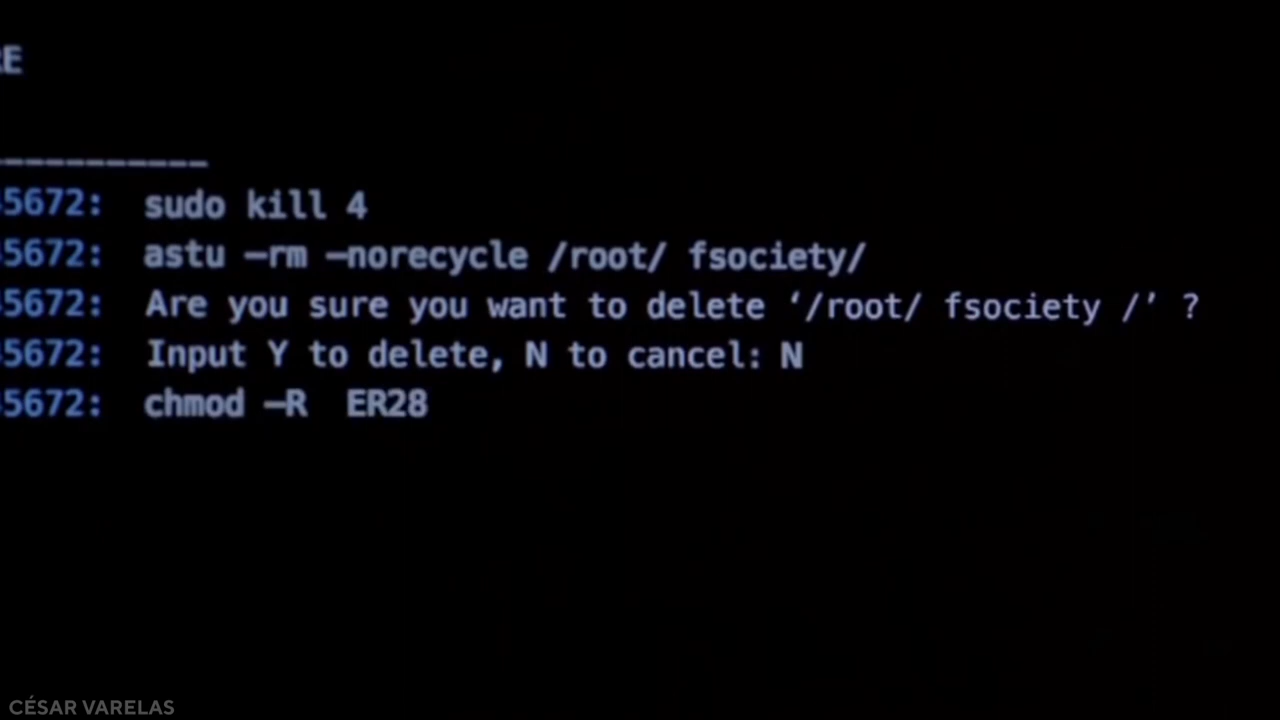 RE
-----------
5672: sudo kill 4
5672: astu –rm –norecycle /root/ fsociety/
5672: Are you sure you want to delete ‘/root/ fsociety /’ ?
5672: Input Y to delete, N to cancel: N
5672: chmod –R  ER28
CÉSAR VARELAS